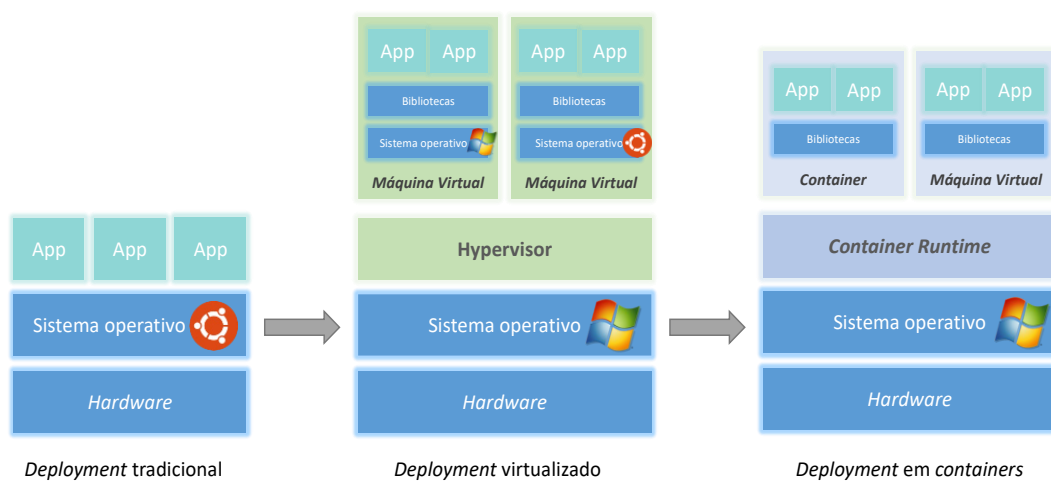 App App
Bibliotecas
Sistema operativo
Máquina Virtual
App App
Bibliotecas
Sistema operativo
Máquina Virtual
App App
Bibliotecas
Container
App App
Bibliotecas
Máquina Virtual
App App App
Sistema operativo
Hardware
Deployment tradicional
Hypervisor
Sistema operativo
Hardware
Deployment virtualizado
Container Runtime
Sistema operativo
Hardware
Deployment em containers